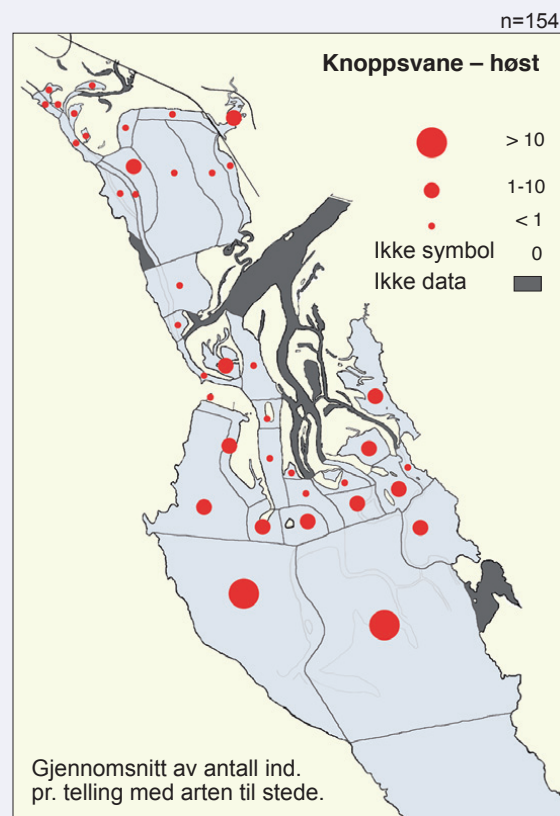 n=154
Knoppsvane – høst
> 10
1-10
< 1
Ikke symbol 0
Ikke data
Gjennomsnitt av antall ind.
pr. telling med arten til stede.